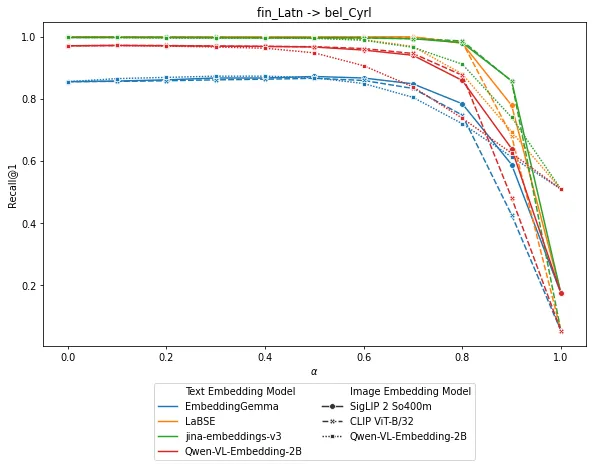 fin_Latn -> bel_Cyrl
Recall@1
1.0
0.8
0.6
0.4
0.2
0.0 0.2 0.4 0.6 0.8 1.0
α
Text Embedding Model
EmbeddingGemma
LaBSE
jina-embeddings-v3
Qwen-VL-Embedding-2B
Image Embedding Model
SigLIP 2 So400m
CLIP ViT-B/32
Qwen-VL-Embedding-2B